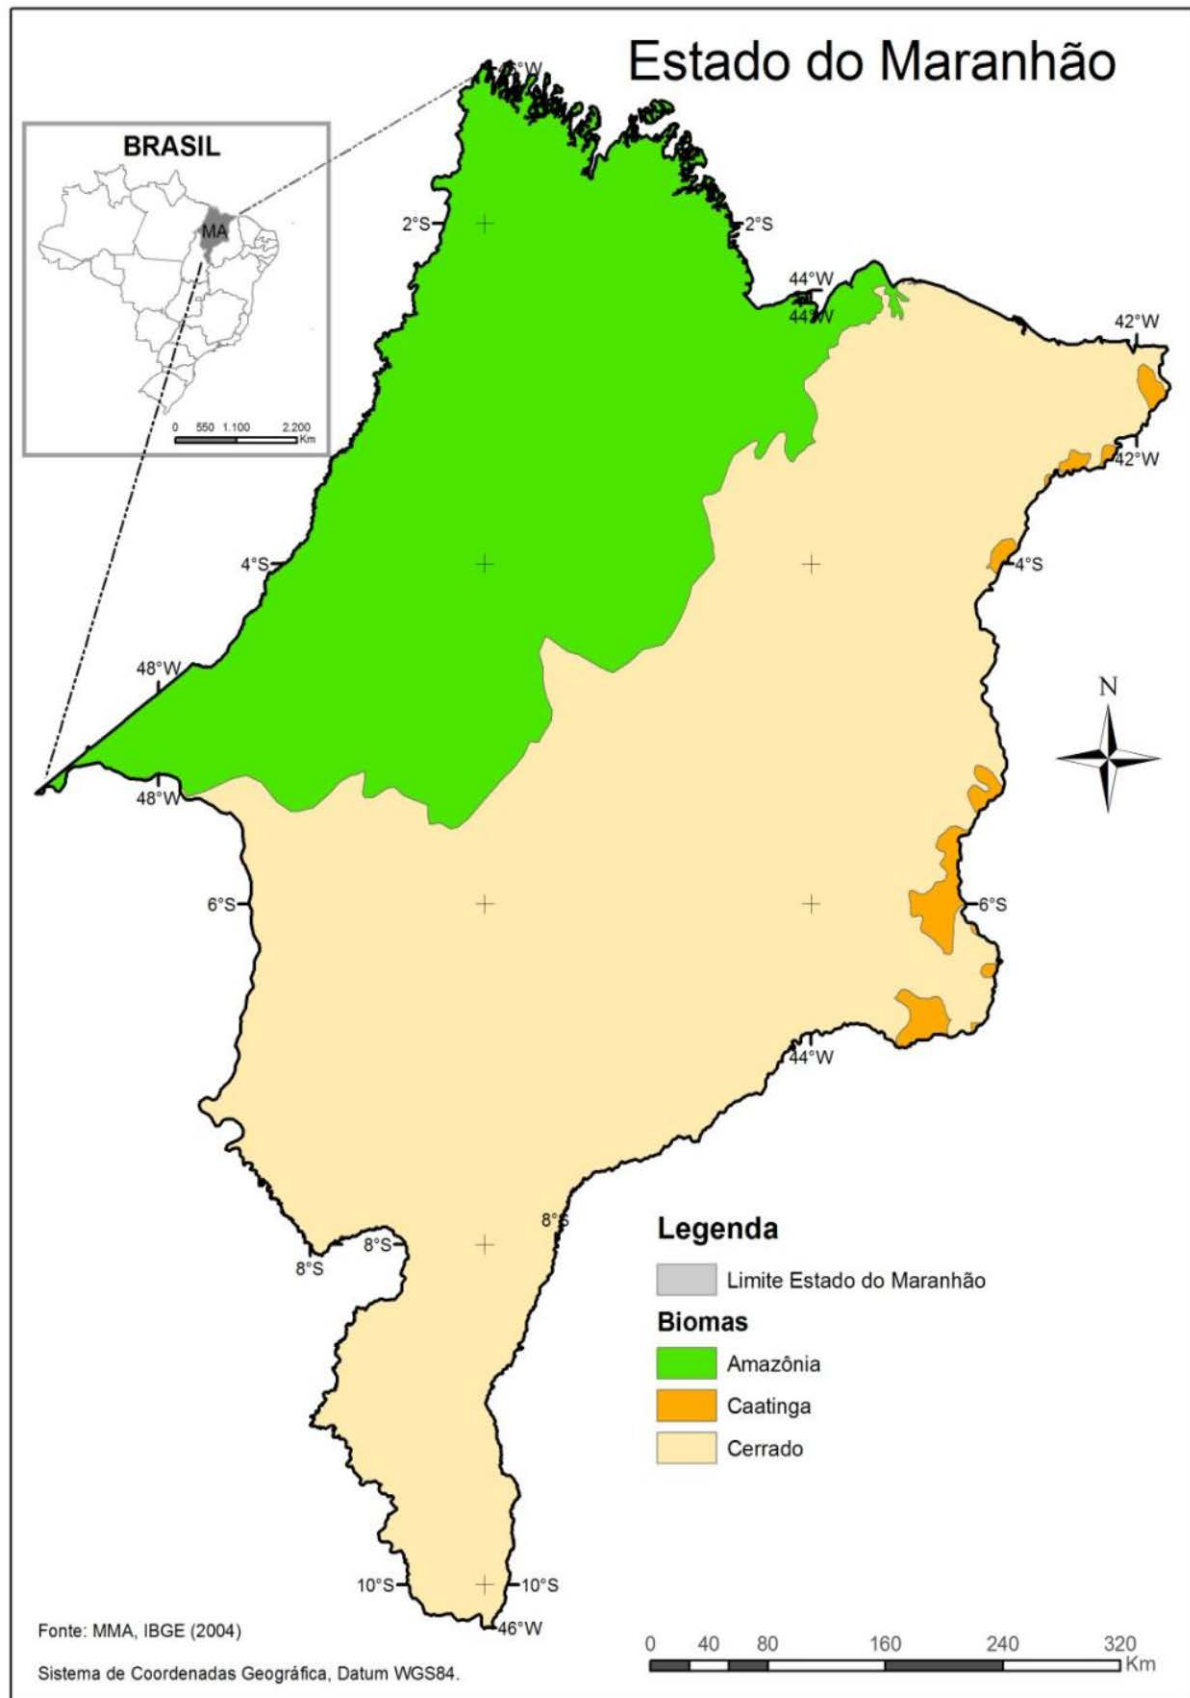 Estado do Maranhão
46°W
BRASIL
MA
0 550 1.100 2.200
Km
2°S
2°S
44°W
44°W
42°W
42°W
4°S
4°S
48°W
48°W
N
6°S
6°S
44°W
8°S
8°S
8°S
Legenda
Limite Estado do Maranhão
Biomas
Amazônia
Caatinga
Cerrado
10°S
10°S
46°W
Fonte: MMA, IBGE (2004)
Sistema de Coordenadas Geográfica, Datum WGS84.
0 40 80 160 240 320
Km